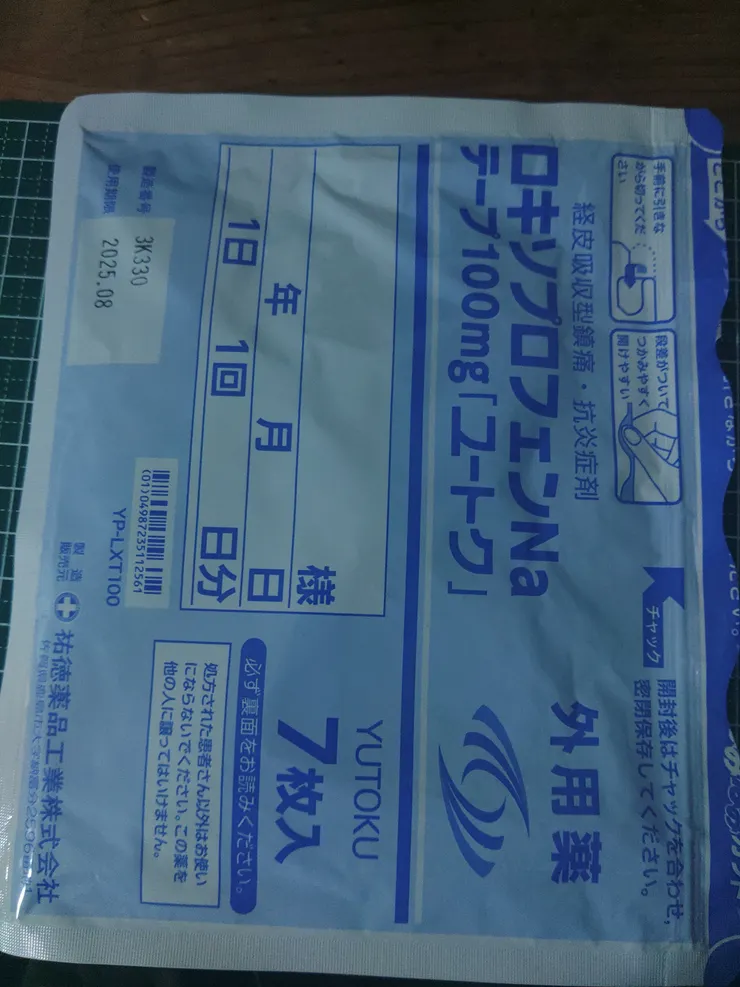 手前に引きな
がら切ってくだ
さい
段差がついて
つかみやすく
開けやすい
チャック
開封後はチャックを合わせ、
密閉保存してください。
経皮吸収型鎮痛・抗炎症剤
ロキソプロフェンNa
テープ100mg「ユートク」
外用薬
様
年 月 日
1日 1回 日分
YUTOKU
7枚入
必ず裏面をお読みください。
処方された患者さん以外はお使い
にならないでください。この薬を
他の人に譲ってはいけません。
製造番号 3K330
使用期限 2025.08
(01)04987235112561
YP-LXT100
製造
販売元
祐徳薬品工業株式会社